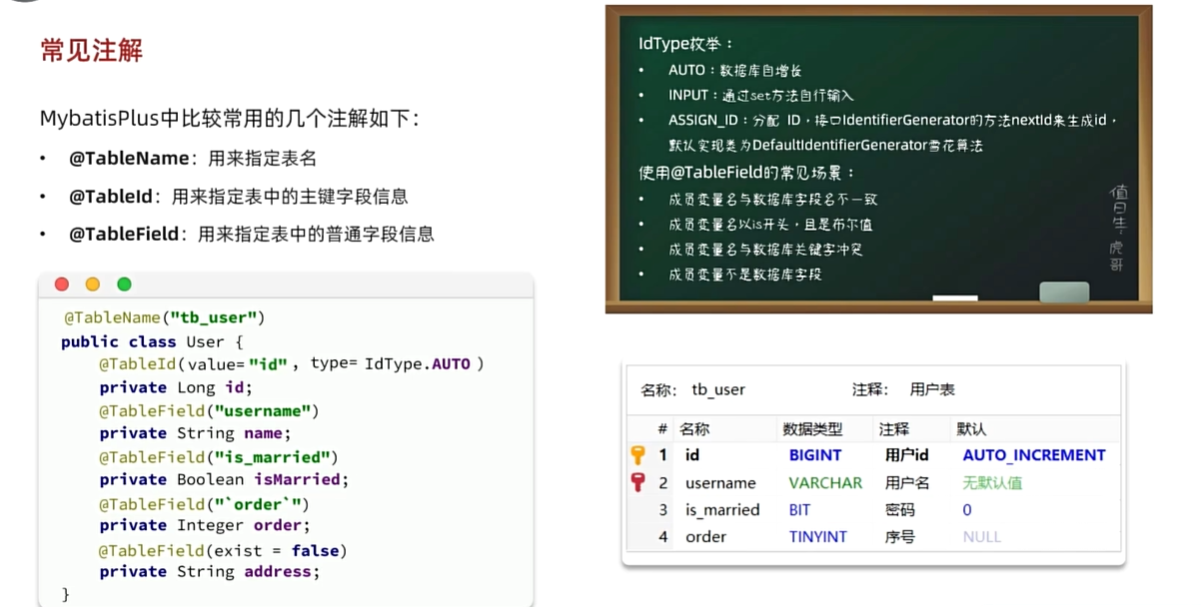 常见注解
MybatisPlus中比较常用的几个注解如下：
• @TableName：用来指定表名
• @TableId：用来指定表中的主键字段信息
• @TableField：用来指定表中的普通字段信息
@TableName("tb_user")
public class User {
@TableId(value="id", type= IdType.AUTO )
private Long id;
@TableField("username")
private String name;
@TableField("is_married")
private Boolean isMarried;
@TableField("`order`")
private Integer order;
@TableField(exist = false)
private String address;
}
IdType枚举：
• AUTO：数据库自增长
• INPUT：通过set方法自行输入
• ASSIGN_ID：分配 ID，接口IdentifierGenerator的方法nextId来生成id，
默认实现类为DefaultIdentifierGenerator雪花算法
使用@TableField的常见场景：
• 成员变量名与数据库字段名不一致
• 成员变量名以is开头，且是布尔值
• 成员变量名与数据库关键字冲突
• 成员变量不是数据库字段
值日生：虎哥
名称： tb_user 注释： 用户表
# 名称 数据类型 注释 默认
1 id BIGINT 用户id AUTO_INCREMENT
2 username VARCHAR 用户名 无默认值
3 is_married BIT 密码 0
4 order TINYINT 序号 NULL